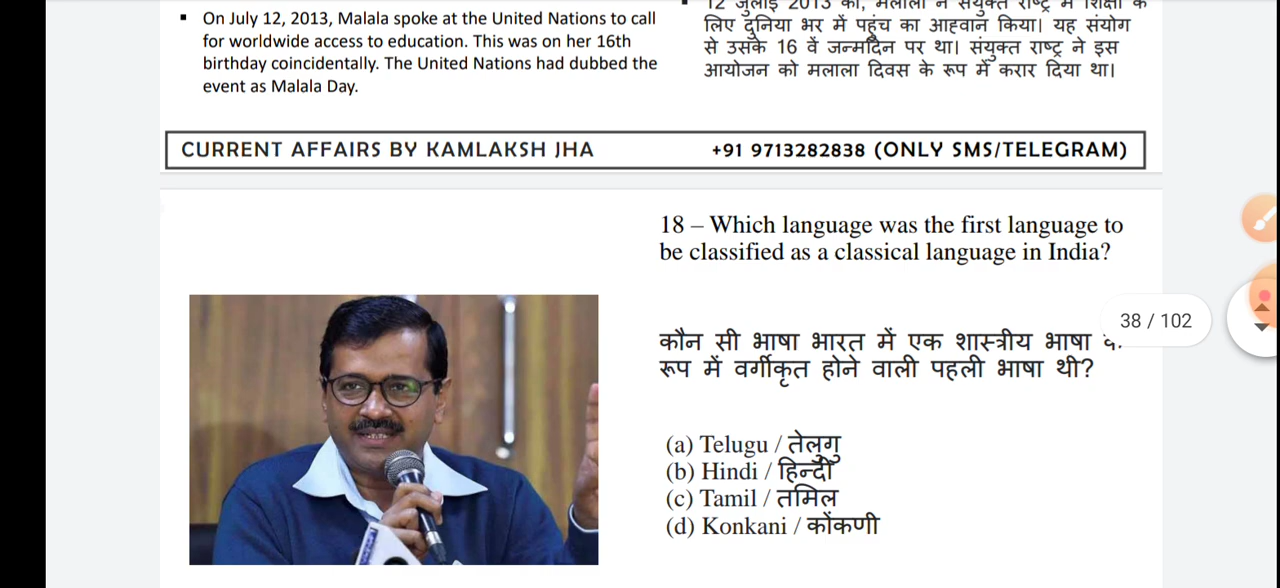 On July 12, 2013, Malala spoke at the United Nations to call
for worldwide access to education. This was on her 16th
birthday coincidentally. The United Nations had dubbed the
event as Malala Day.
12 जुलाई 2013 को, मलाला ने संयुक्त राष्ट्र में शिक्षा के
लिए दुनिया भर में पहुंच का आह्वान किया। यह संयोग
से उसके 16 वें जन्मदिन पर था। संयुक्त राष्ट्र ने इस
आयोजन को मलाला दिवस के रूप में करार दिया था।
CURRENT AFFAIRS BY KAMLAKSH JHA +91 9713282838 (ONLY SMS/TELEGRAM)
18 – Which language was the first language to
be classified as a classical language in India?
38 / 102
कौन सी भाषा भारत में एक शास्त्रीय भाषा
रूप में वर्गीकृत होने वाली पहली भाषा थी?
(a) Telugu / तेलुगु
(b) Hindi / हिन्दी
(c) Tamil / तमिल
(d) Konkani / कोंकणी